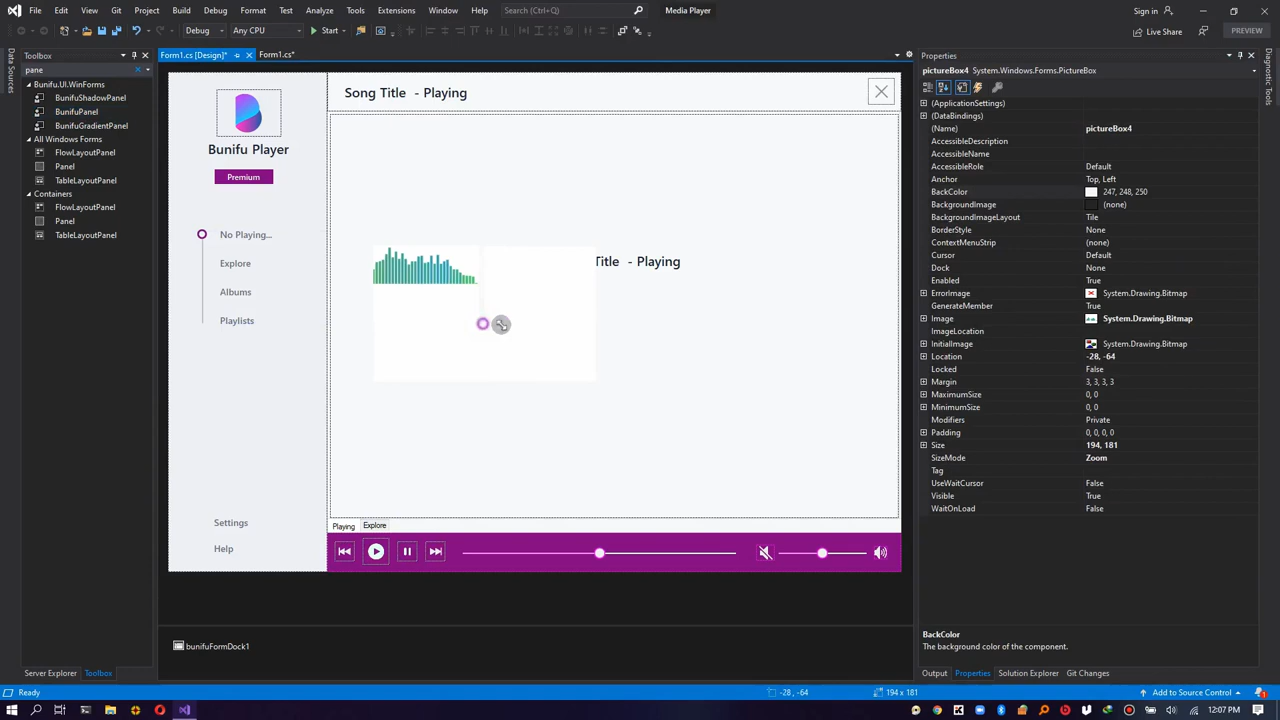 File Edit View Git Project Build Debug Format Test Analyze Tools Extensions Window Help Search (Ctrl+Q) Media Player Sign in
Debug Any CPU Start Live Share PREVIEW
Data Sources
Toolbox
pane
Bunifu.UI.WinForms
BunifuShadowPanel
BunifuPanel
BunifuGradientPanel
All Windows Forms
FlowLayoutPanel
Panel
TableLayoutPanel
Containers
FlowLayoutPanel
Panel
TableLayoutPanel
Server Explorer Toolbox
Form1.cs [Design]* Form1.cs*
Bunifu Player
Premium
No Playing...
Explore
Albums
Playlists
Settings
Help
Song Title - Playing
Title - Playing
Playing Explore
bunifuFormDock1
Properties
pictureBox4 System.Windows.Forms.PictureBox
(ApplicationSettings)
(DataBindings)
(Name) pictureBox4
AccessibleDescription
AccessibleName
AccessibleRole Default
Anchor Top, Left
BackColor 247, 248, 250
BackgroundImage (none)
BackgroundImageLayout Tile
BorderStyle None
ContextMenuStrip (none)
Cursor Default
Dock None
Enabled True
ErrorImage System.Drawing.Bitmap
GenerateMember True
Image System.Drawing.Bitmap
ImageLocation
InitialImage System.Drawing.Bitmap
Location -28, -64
Locked False
Margin 3, 3, 3, 3
MaximumSize 0, 0
MinimumSize 0, 0
Modifiers Private
Padding 0, 0, 0, 0
Size 194, 181
SizeMode Zoom
Tag
UseWaitCursor False
Visible True
WaitOnLoad False
BackColor
The background color of the component.
Output Properties Solution Explorer Git Changes
Diagnostic Tools
Ready -28 , -64 194 x 181 Add to Source Control 1
12:07 PM